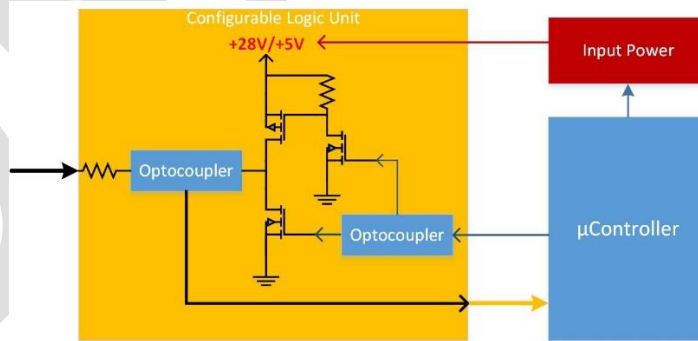 Configurable Logic Unit
+28V/+5V
Input Power
Optocoupler
Optocoupler
µController